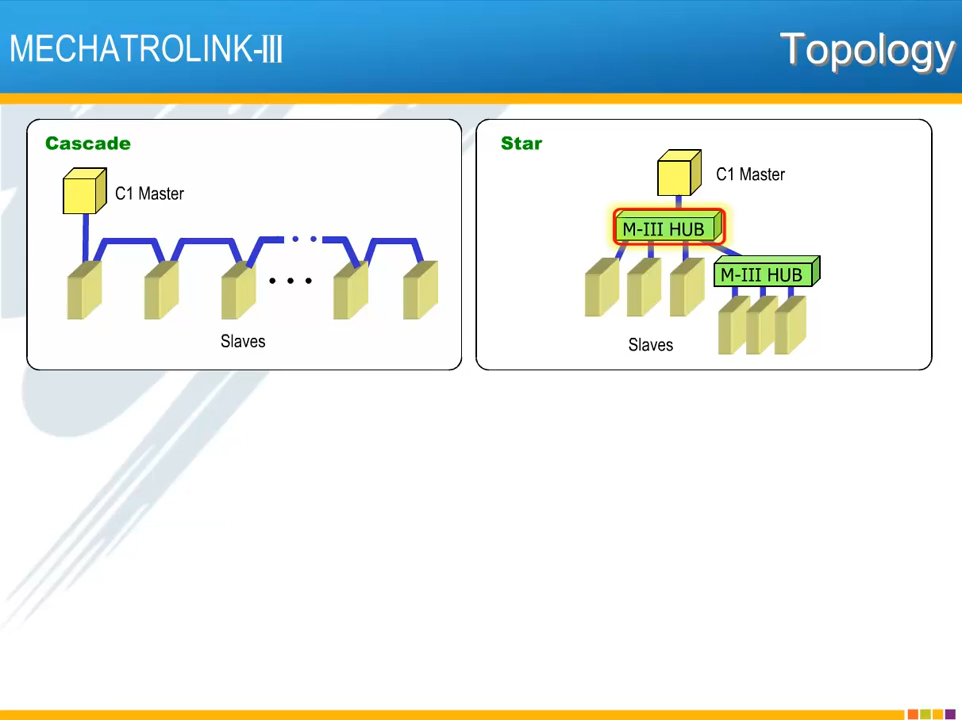 MECHATROLINK-III
Topology
Cascade
C1 Master
Slaves
Star
C1 Master
M-III HUB
M-III HUB
Slaves